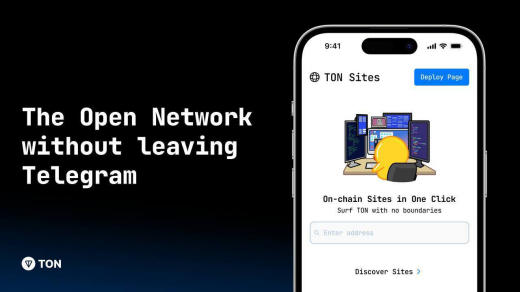 The Open Network
without leaving
Telegram
TON
9:41
TON Sites
Deploy Page
On-chain Sites in One Click
Surf TON with no boundaries
Enter address
Discover Sites >